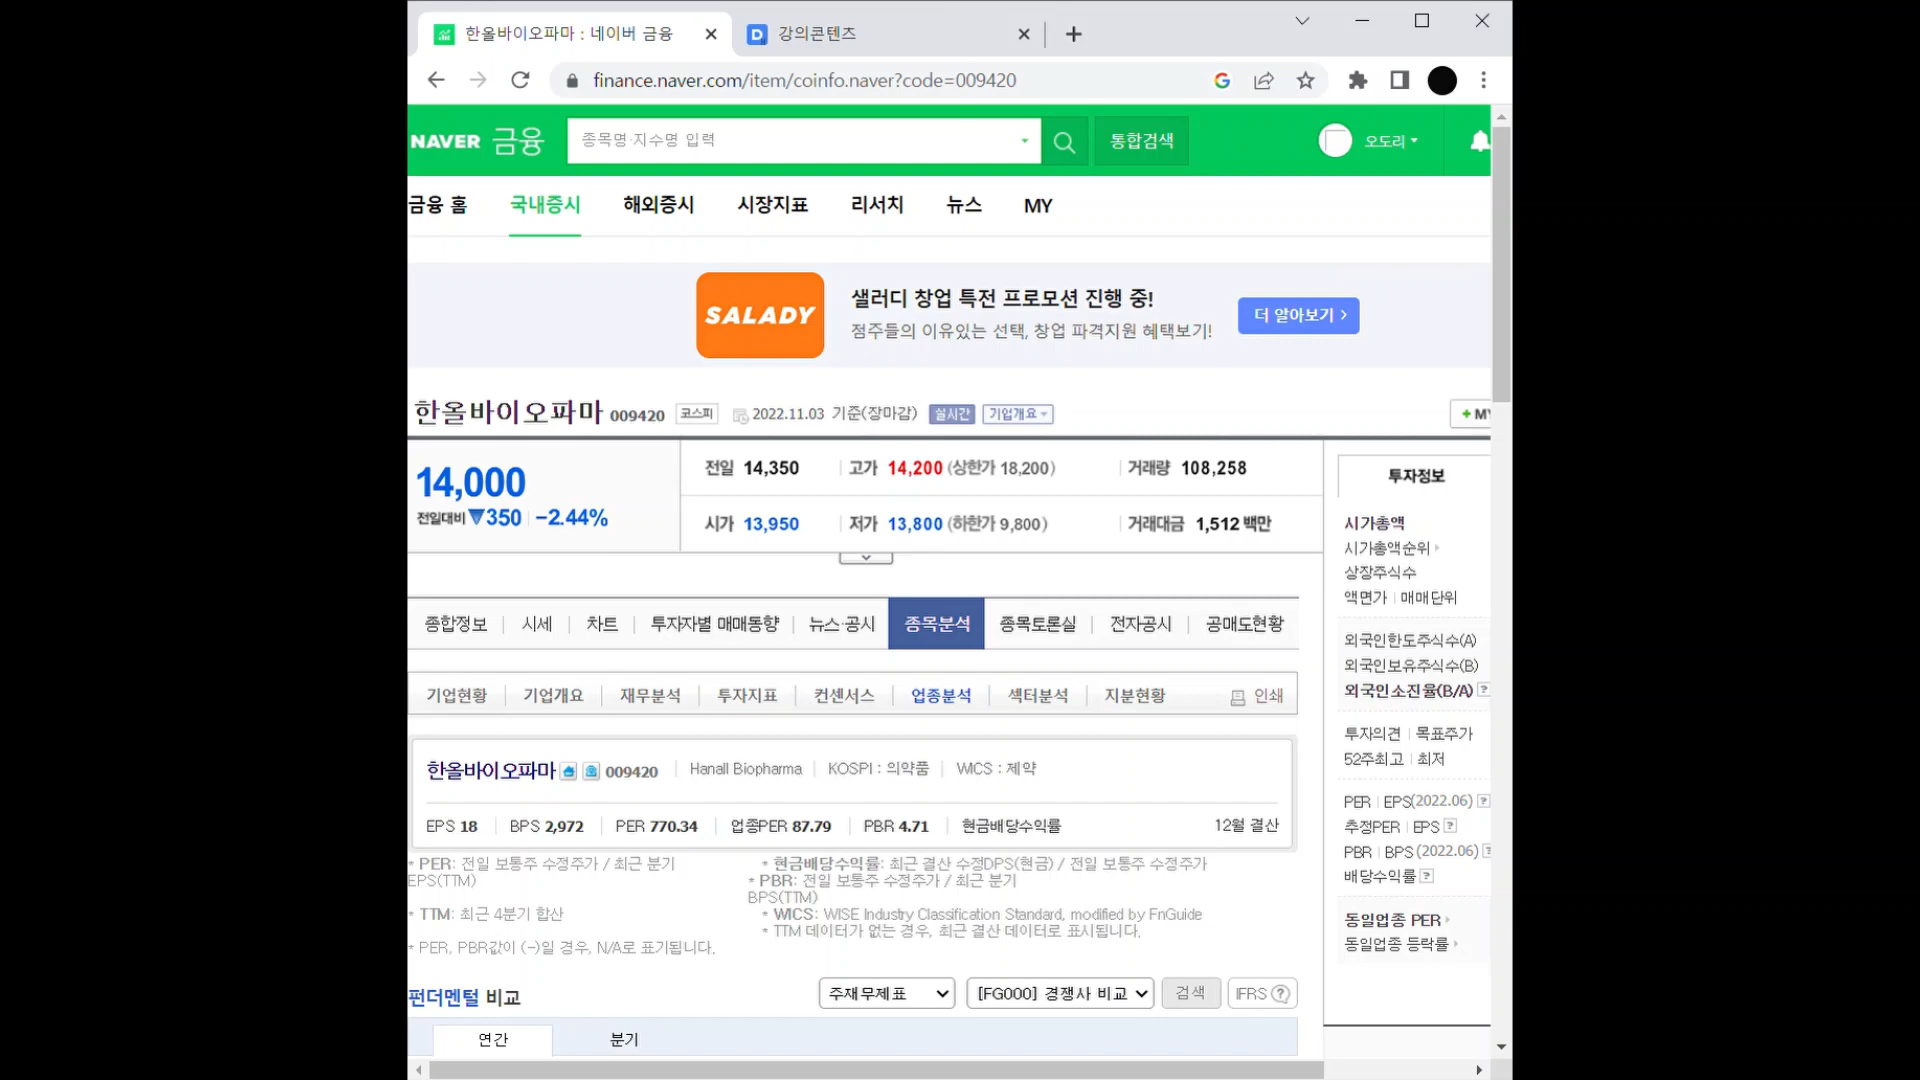 한올바이오파마 : 네이버 금융
강의콘텐츠
finance.naver.com/item/coinfo.naver?code=009420
NAVER 금융
종목명·지수명 입력
통합검색
오도리
금융 홈 국내증시 해외증시 시장지표 리서치 뉴스 MY
SALADY
샐러디 창업 특전 프로모션 진행 중!
점주들의 이유있는 선택, 창업 파격지원 혜택보기!
더 알아보기 >
한올바이오파마 009420 코스피 2022.11.03 기준(장마감) 실시간 기업개요
+ MY
14,000
전일대비 ▼350 -2.44%
전일 14,350 고가 14,200 (상한가 18,200) 거래량 108,258
시가 13,950 저가 13,800 (하한가 9,800) 거래대금 1,512 백만
종합정보 시세 차트 투자자별 매매동향 뉴스·공시 종목분석 종목토론실 전자공시 공매도현황
기업현황 기업개요 재무분석 투자지표 컨센서스 업종분석 섹터분석 지분현황 인쇄
한올바이오파마 009420 Hanall Biopharma KOSPI : 의약품 WICS : 제약
EPS 18 BPS 2,972 PER 770.34 업종PER 87.79 PBR 4.71 현금배당수익률 12월 결산
* PER: 전일 보통주 수정주가 / 최근 분기
EPS(TTM)
* TTM: 최근 4분기 합산
* PER, PBR값이 (-)일 경우, N/A로 표기됩니다.
* 현금배당수익률: 최근 결산 수정DPS(현금) / 전일 보통주 수정주가
* PBR: 전일 보통주 수정주가 / 최근 분기
BPS(TTM)
* WICS: WISE Industry Classification Standard, modified by FnGuide
* TTM 데이터가 없는 경우, 최근 결산 데이터로 표시됩니다.
펀더멘털 비교
주재무제표
[FG000] 경쟁사 비교
검색
IFRS ?
연간 분기
투자정보
시가총액
시가총액순위
상장주식수
액면가 | 매매단위
외국인한도주식수(A)
외국인보유주식수(B)
외국인소진율(B/A) ?
투자의견 | 목표주가
52주최고 | 최저
PER | EPS(2022.06) ?
추정PER | EPS ?
PBR | BPS (2022.06) ?
배당수익률 ?
동일업종 PER
동일업종 등락률